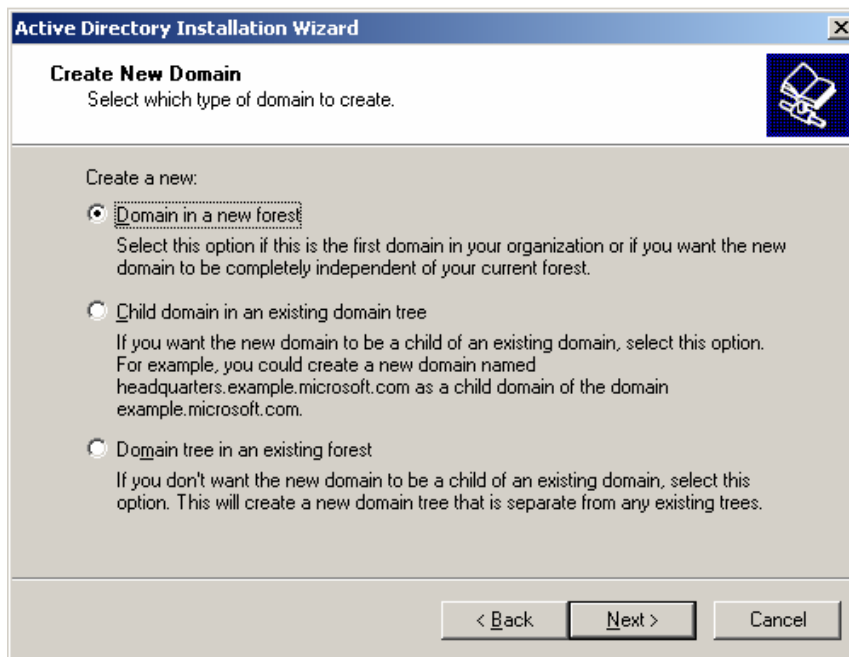 Active Directory Installation Wizard
Create New Domain
Select which type of domain to create.
Create a new:
Domain in a new forest
Select this option if this is the first domain in your organization or if you want the new
domain to be completely independent of your current forest.
Child domain in an existing domain tree
If you want the new domain to be a child of an existing domain, select this option.
For example, you could create a new domain named
headquarters.example.microsoft.com as a child domain of the domain
example.microsoft.com.
Domain tree in an existing forest
If you don't want the new domain to be a child of an existing domain, select this
option. This will create a new domain tree that is separate from any existing trees.
< Back Next > Cancel